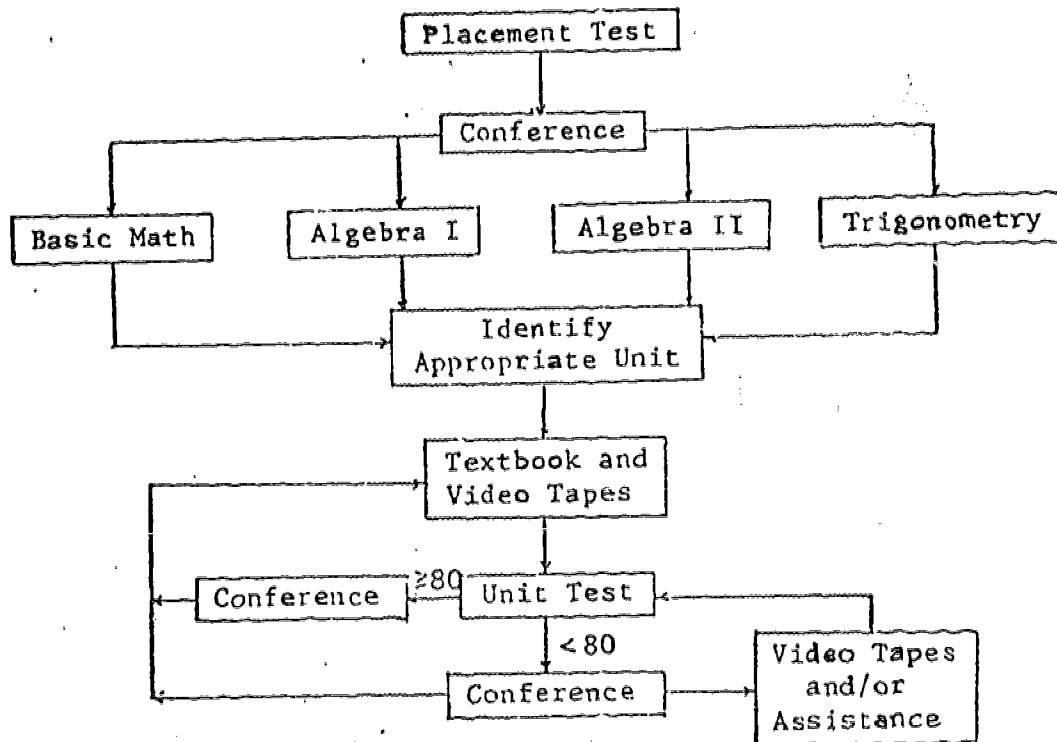 Placement Test
Conference
Basic Math
Algebra I
Algebra II
Trigonometry
Identify
Appropriate Unit
Textbook and
Video Tapes
Conference
≥80
Unit Test
<80
Conference
Video Tapes
and/or
Assistance